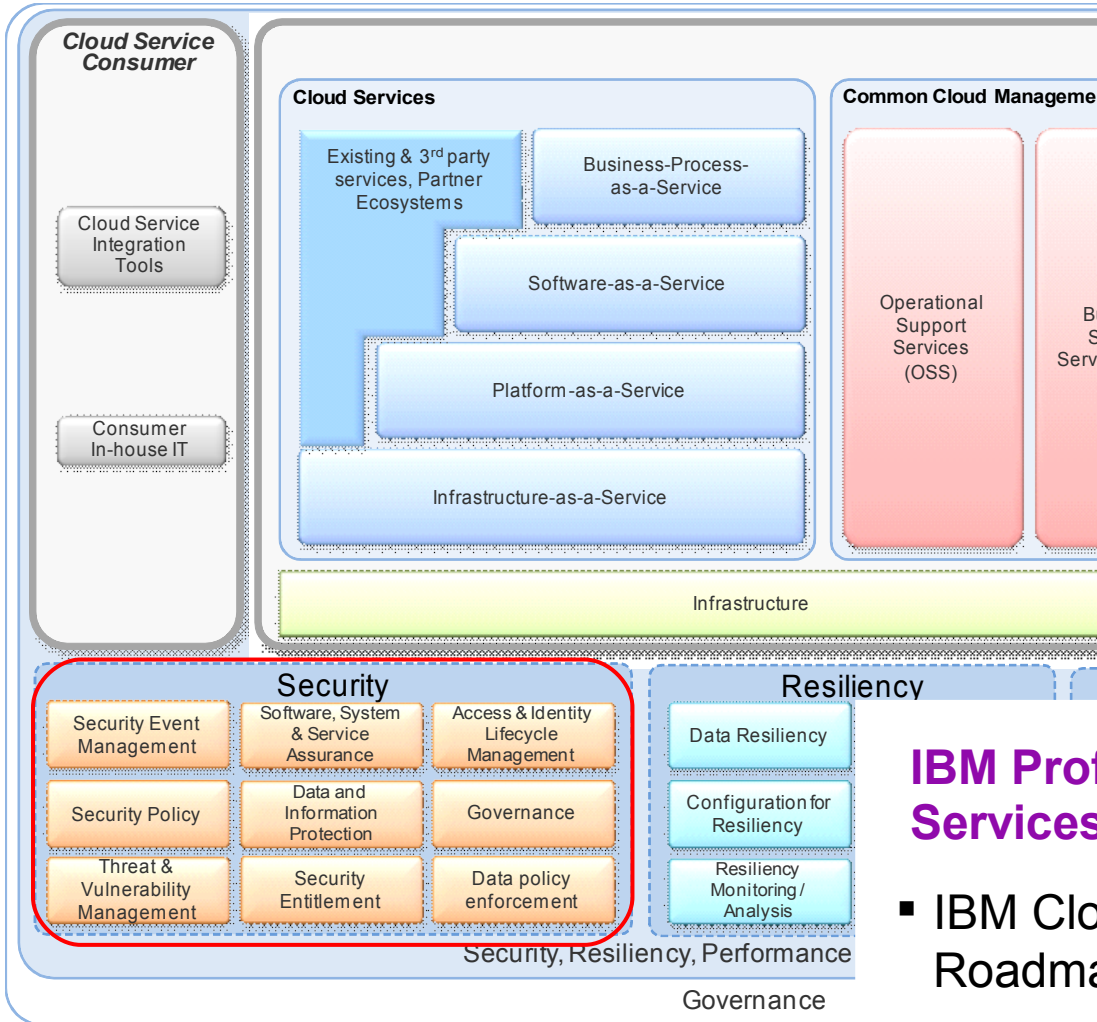 Cloud Service
Consumer
Cloud Service
Integration
Tools
Consumer
In-house IT
Cloud Services
Existing & 3rd party
services, Partner
Ecosystems
Business-Process-
as-a-Service
Software-as-a-Service
Platform-as-a-Service
Infrastructure-as-a-Service
Common Cloud Manageme
Operational
Support
Services
(OSS)
B
S
Serv
Infrastructure
Security
Security Event
Management
Software, System
& Service
Assurance
Access & Identity
Lifecycle
Management
Security Policy
Data and
Information
Protection
Governance
Threat &
Vulnerability
Management
Security
Entitlement
Data policy
enforcement
Resiliency
Data Resiliency
Configuration for
Resiliency
Resiliency
Monitoring /
Analysis
IBM Prof
Services
▪ IBM Clo
Roadma
Security, Resiliency, Performance
Governance